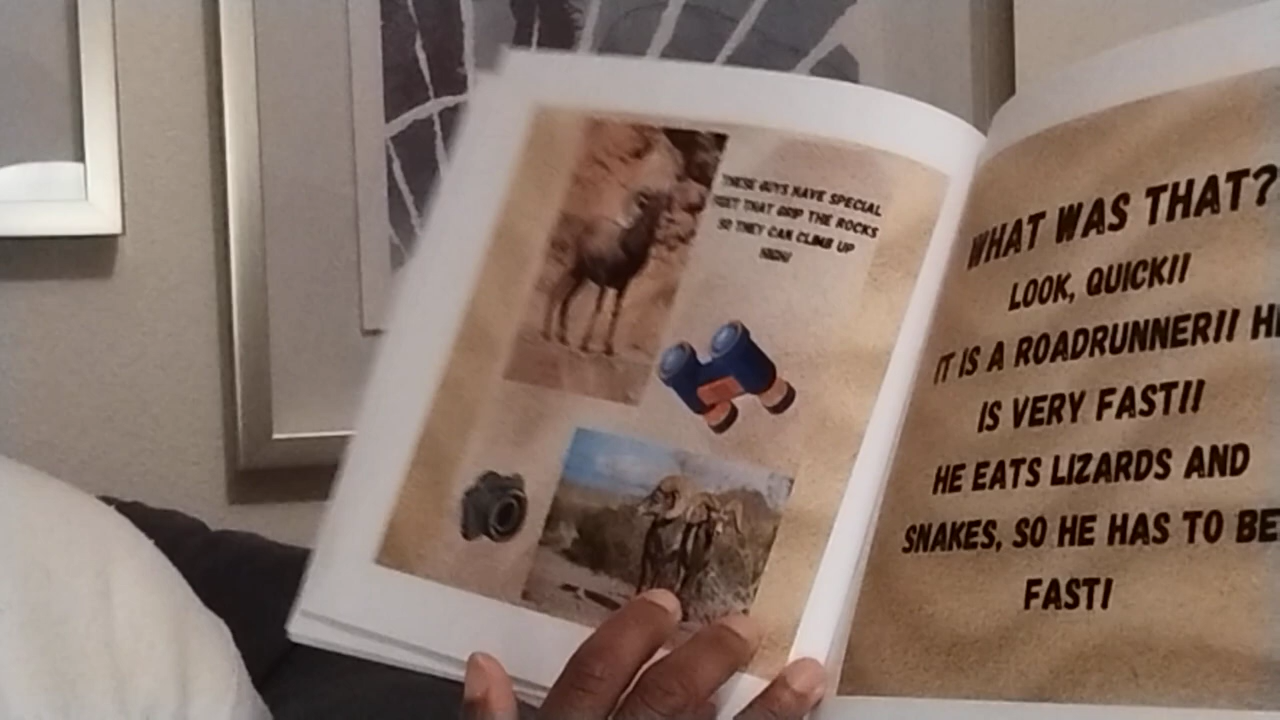 THESE GUYS HAVE SPECIAL
FEET THAT GRIP THE ROCKS
SO THEY CAN CLIMB UP
HIGH!
WHAT WAS THAT?
LOOK, QUICK!!
IT IS A ROADRUNNER!! H
IS VERY FAST!!
HE EATS LIZARDS AND
SNAKES, SO HE HAS TO BE
FAST!